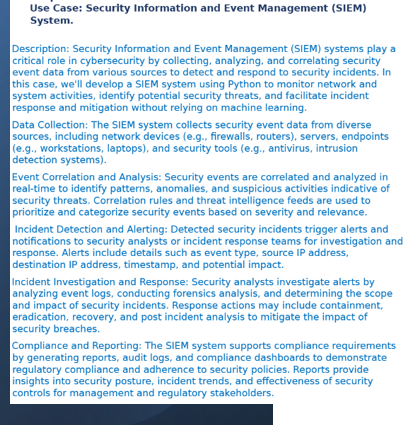 Use Case: Security Information and Event Management (SIEM)
System.
Description: Security Information and Event Management (SIEM) systems play a
critical role in cybersecurity by collecting, analyzing, and correlating security
event data from various sources to detect and respond to security incidents. In
this case, we'll develop a SIEM system using Python to monitor network and
system activities, identify potential security threats, and facilitate incident
response and mitigation without relying on machine learning.
Data Collection: The SIEM system collects security event data from diverse
sources, including network devices (e.g., firewalls, routers), servers, endpoints
(e.g., workstations, laptops), and security tools (e.g., antivirus, intrusion
detection systems).
Event Correlation and Analysis: Security events are correlated and analyzed in
real-time to identify patterns, anomalies, and suspicious activities indicative of
security threats. Correlation rules and threat intelligence feeds are used to
prioritize and categorize security events based on severity and relevance.
Incident Detection and Alerting: Detected security incidents trigger alerts and
notifications to security analysts or incident response teams for investigation and
response. Alerts include details such as event type, source IP address,
destination IP address, timestamp, and potential impact.
Incident Investigation and Response: Security analysts investigate alerts by
analyzing event logs, conducting forensics analysis, and determining the scope
and impact of security incidents. Response actions may include containment,
eradication, recovery, and post incident analysis to mitigate the impact of
security breaches.
Compliance and Reporting: The SIEM system supports compliance requirements
by generating reports, audit logs, and compliance dashboards to demonstrate
regulatory compliance and adherence to security policies. Reports provide
insights into security posture, incident trends, and effectiveness of security
controls for management and regulatory stakeholders.